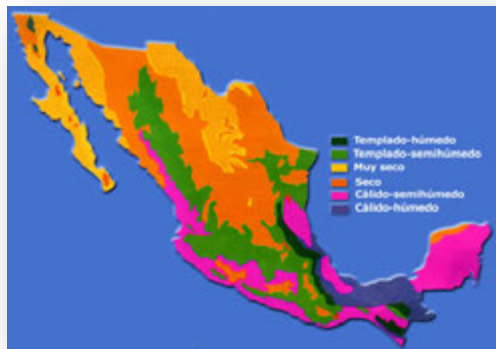 Templado-húmedo
Templado-semihúmedo
Muy seco
Seco
Cálido-semihúmedo
Cálido-húmedo